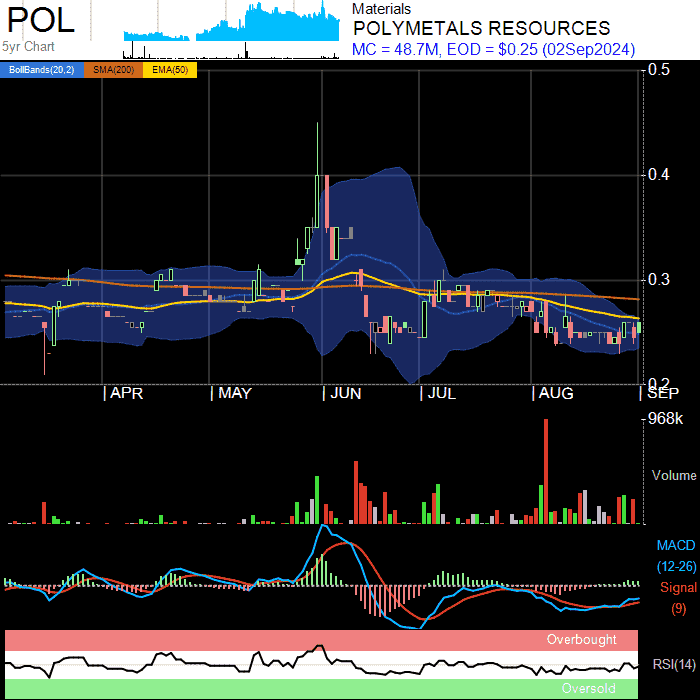 POL
5yr Chart
Materials
POLYMETALS RESOURCES
MC = 48.7M, EOD = $0.25 (02Sep2024)
BollBands(20,2) SMA(200) EMA(50)
0.5
0.4
0.3
0.2
APR MAY JUN JUL AUG SEP
968k
Volume
MACD
(12-26)
Signal
(9)
Overbought
RSI(14)
Oversold